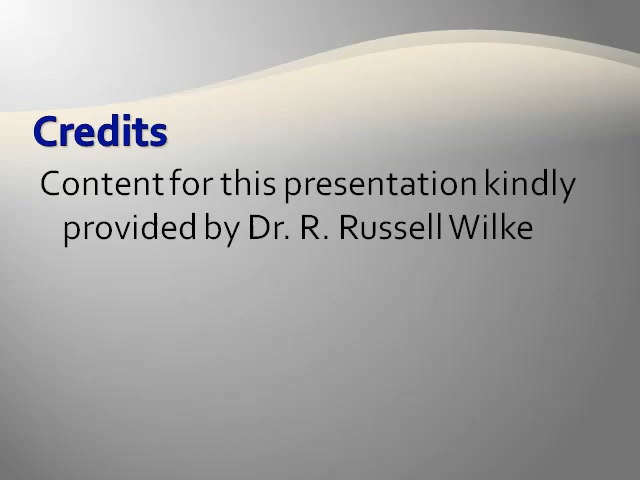 Credits
Content for this presentation kindly
provided by Dr. R. Russell Wilke